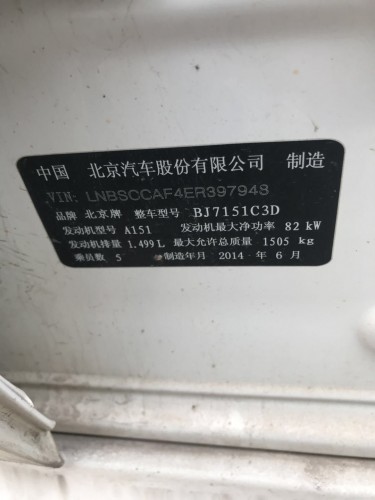 中国 北京汽车股份有限公司 制造
VIN: LNBSCCAF4ER397948
品牌 北京牌 整车型号 BJ7151C3D
发动机型号 A151 发动机最大净功率 82 kW
发动机排量 1.499 L 最大允许总质量 1505 kg
乘员数 5 制造年月 2014 年 6 月